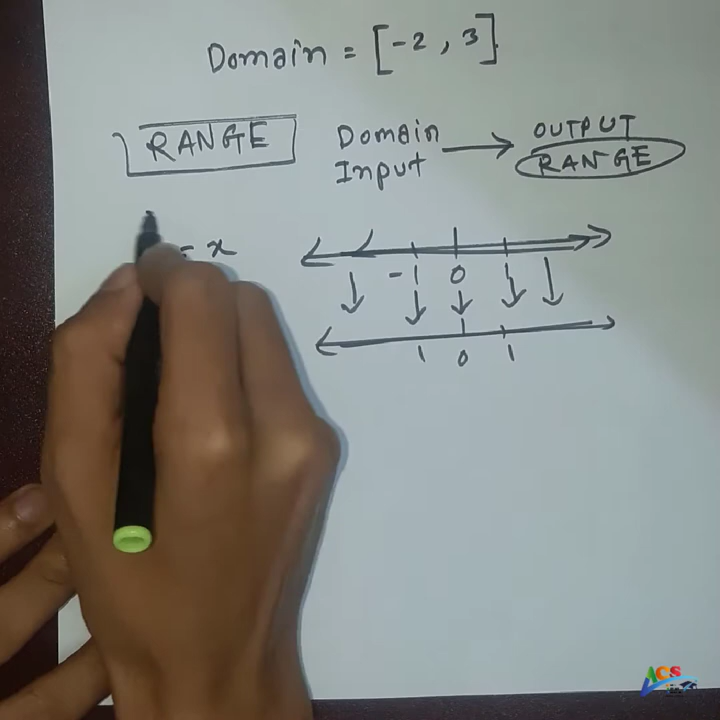 Domain = [-2, 3]
RANGE
Domain Input → OUTPUT RANGE
= x
-1 0 1
1 0 1
ACS